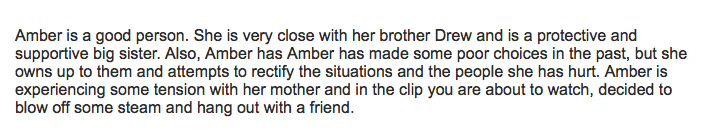 Amber is a good person. She is very close with her brother Drew and is a protective and
supportive big sister. Also, Amber has Amber has made some poor choices in the past, but she
owns up to them and attempts to rectify the situations and the people she has hurt. Amber is
experiencing some tension with her mother and in the clip you are about to watch, decided to
blow off some steam and hang out with a friend.